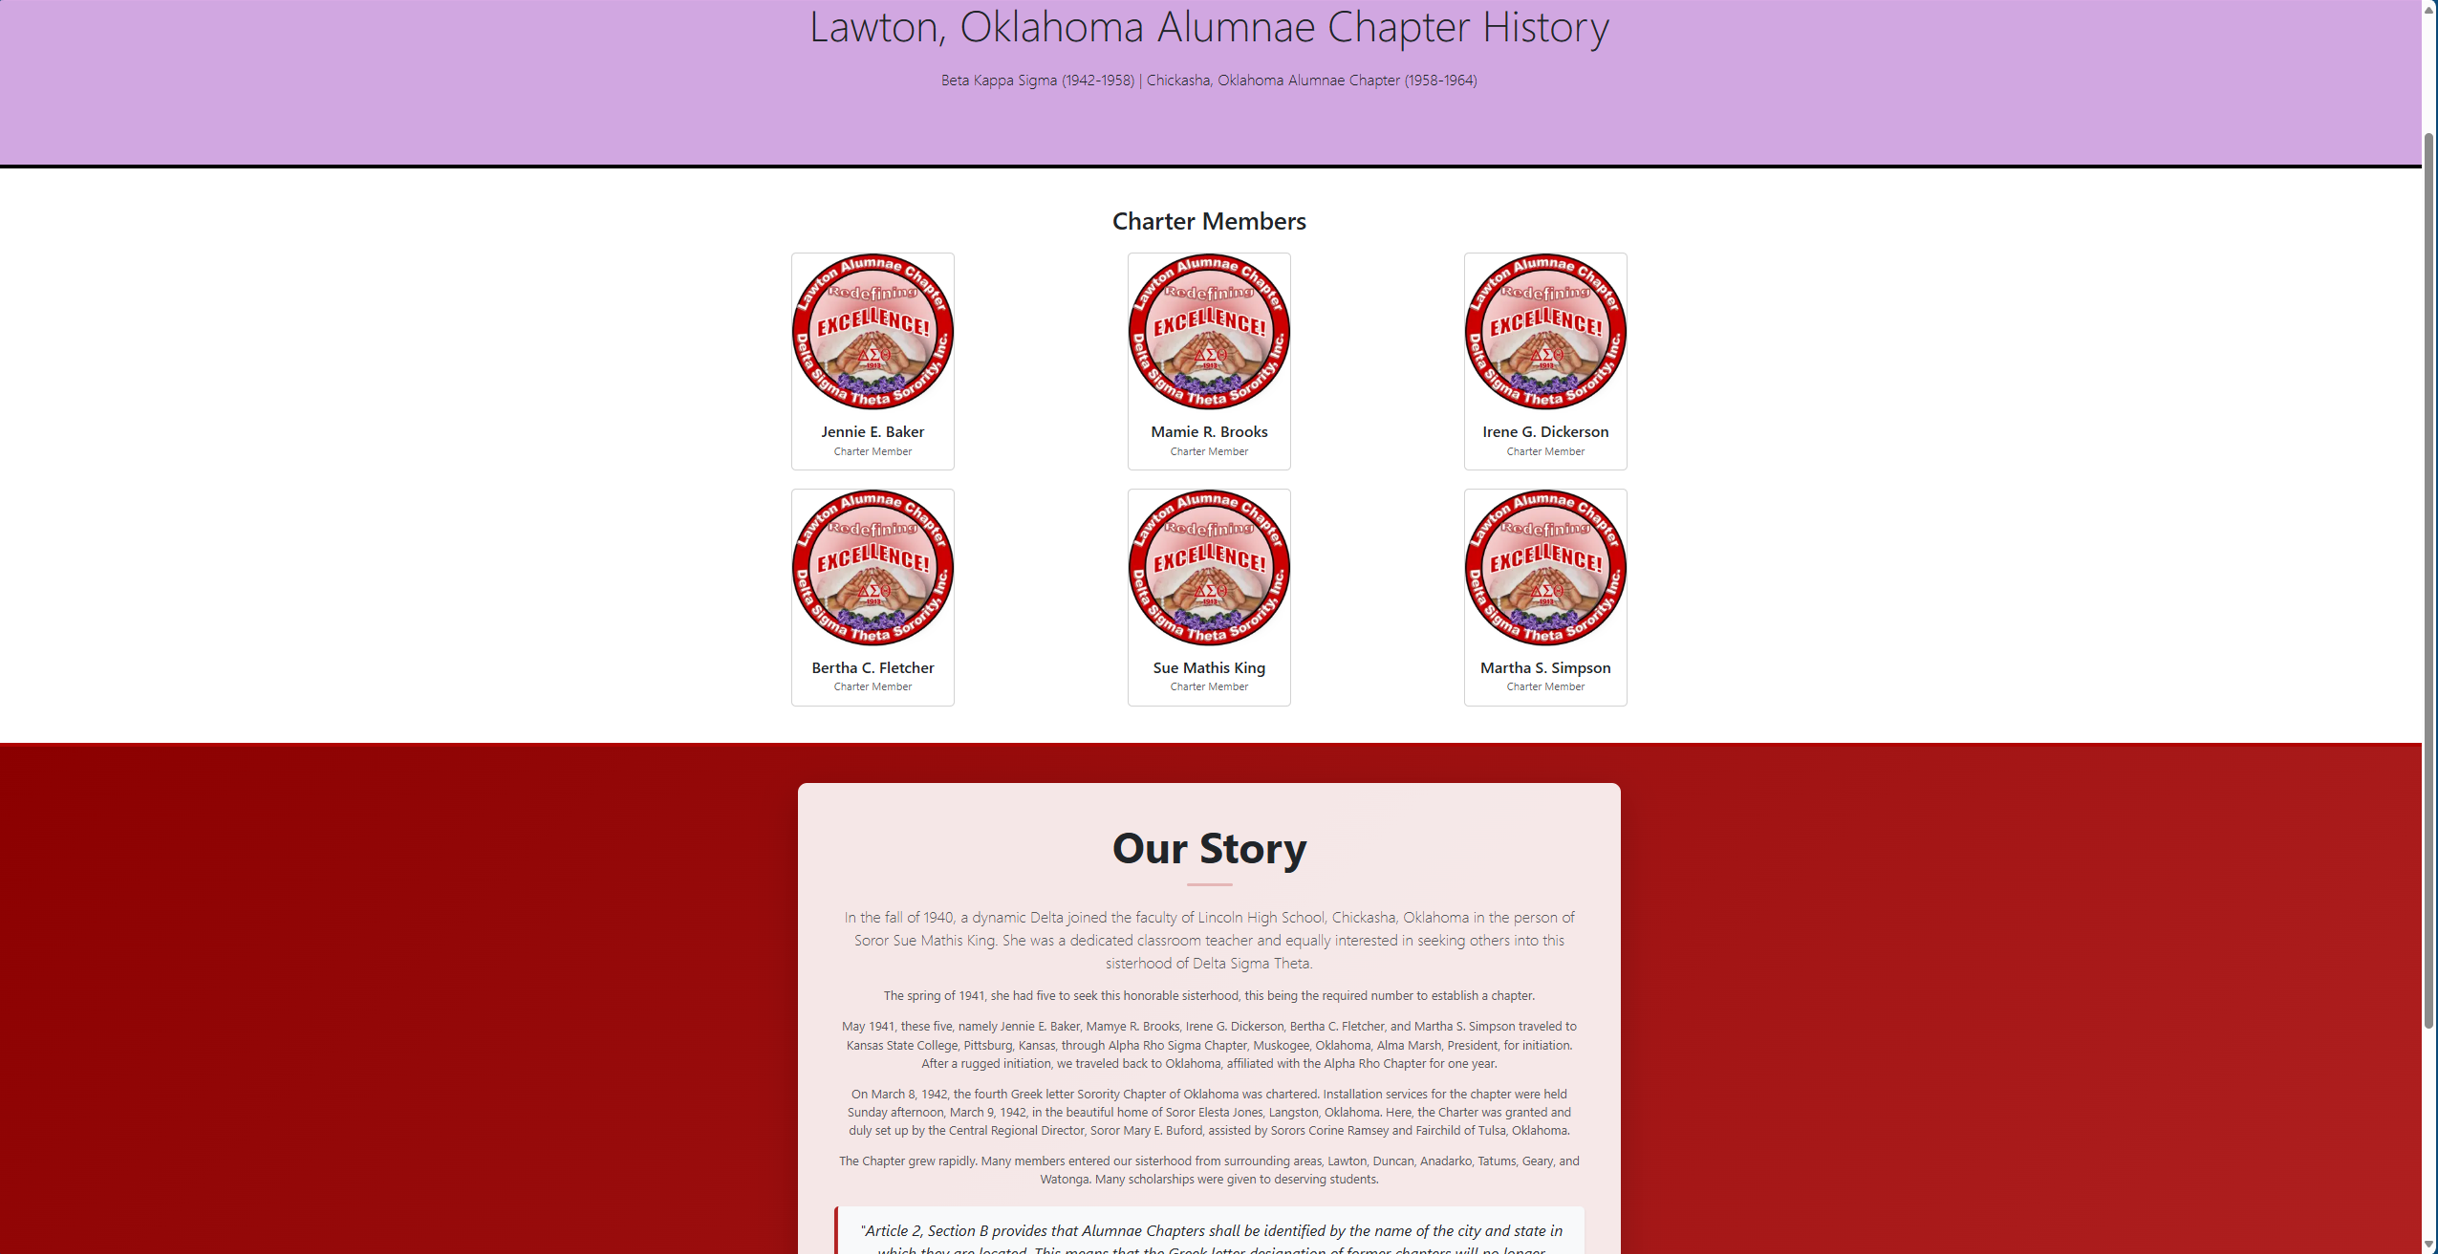 Lawton, Oklahoma Alumnae Chapter History
Beta Kappa Sigma (1942-1958) | Chickasha, Oklahoma Alumnae Chapter (1958-1964)
Charter Members
Lawton Alumnae Chapter
Redefining
EXCELLENCE!
ΔΣΘ
1913
Delta Sigma Theta Sorority, Inc.
Jennie E. Baker
Charter Member
Lawton Alumnae Chapter
Redefining
EXCELLENCE!
ΔΣΘ
1913
Delta Sigma Theta Sorority, Inc.
Mamie R. Brooks
Charter Member
Lawton Alumnae Chapter
Redefining
EXCELLENCE!
ΔΣΘ
1913
Delta Sigma Theta Sorority, Inc.
Irene G. Dickerson
Charter Member
Lawton Alumnae Chapter
Redefining
EXCELLENCE!
ΔΣΘ
1913
Delta Sigma Theta Sorority, Inc.
Bertha C. Fletcher
Charter Member
Lawton Alumnae Chapter
Redefining
EXCELLENCE!
ΔΣΘ
1913
Delta Sigma Theta Sorority, Inc.
Sue Mathis King
Charter Member
Lawton Alumnae Chapter
Redefining
EXCELLENCE!
ΔΣΘ
1913
Delta Sigma Theta Sorority, Inc.
Martha S. Simpson
Charter Member
Our Story
In the fall of 1940, a dynamic Delta joined the faculty of Lincoln High School, Chickasha, Oklahoma in the person of
Soror Sue Mathis King. She was a dedicated classroom teacher and equally interested in seeking others into this
sisterhood of Delta Sigma Theta.
The spring of 1941, she had five to seek this honorable sisterhood, this being the required number to establish a chapter.
May 1941, these five, namely Jennie E. Baker, Mamye R. Brooks, Irene G. Dickerson, Bertha C. Fletcher, and Martha S. Simpson traveled to
Kansas State College, Pittsburg, Kansas, through Alpha Rho Sigma Chapter, Muskogee, Oklahoma, Alma Marsh, President, for initiation.
After a rugged initiation, we traveled back to Oklahoma, affiliated with the Alpha Rho Chapter for one year.
On March 8, 1942, the fourth Greek letter Sorority Chapter of Oklahoma was chartered. Installation services for the chapter were held
Sunday afternoon, March 9, 1942, in the beautiful home of Soror Elesta Jones, Langston, Oklahoma. Here, the Charter was granted and
duly set up by the Central Regional Director, Soror Mary E. Buford, assisted by Sorors Corine Ramsey and Fairchild of Tulsa, Oklahoma.
The Chapter grew rapidly. Many members entered our sisterhood from surrounding areas, Lawton, Duncan, Anadarko, Tatums, Geary, and
Watonga. Many scholarships were given to deserving students.
"Article 2, Section B provides that Alumnae Chapters shall be identified by the name of the city and state in
which they are located. This means that the Greek letter designation of former chapters will no longer